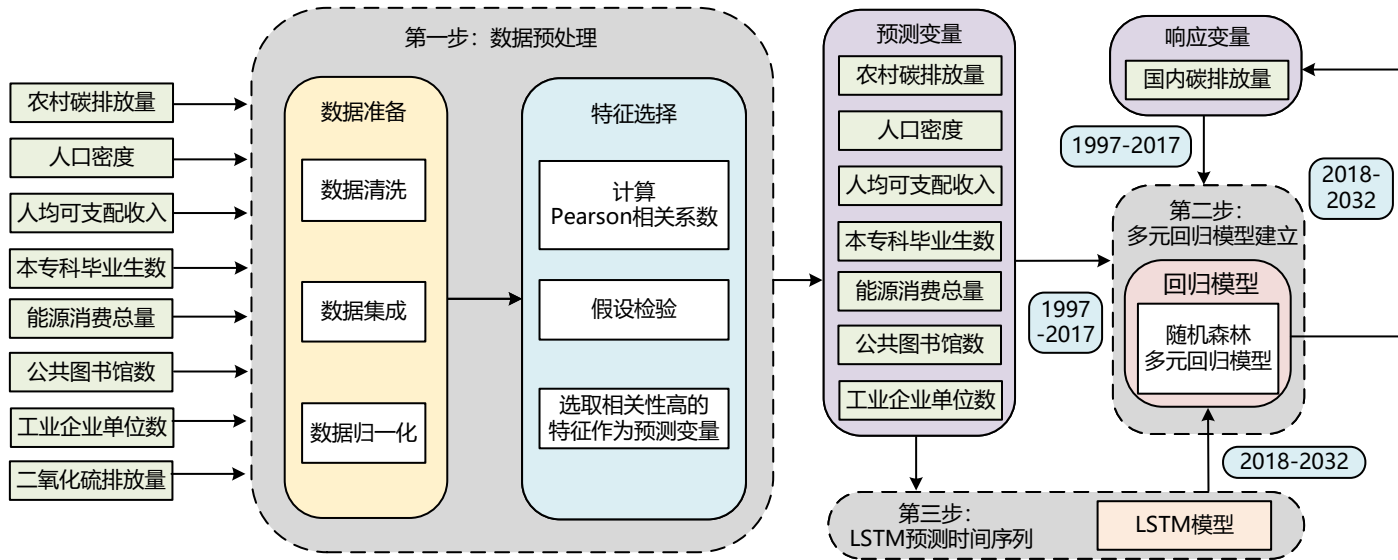 农村碳排放量
人口密度
人均可支配收入
本专科毕业生数
能源消费总量
公共图书馆数
工业企业单位数
二氧化硫排放量
第一步：数据预处理
数据准备
数据清洗
数据集成
数据归一化
特征选择
计算
Pearson相关系数
假设检验
选取相关性高的
特征作为预测变量
预测变量
农村碳排放量
人口密度
人均可支配收入
本专科毕业生数
能源消费总量
公共图书馆数
工业企业单位数
响应变量
国内碳排放量
1997-2017
2018-
2032
第二步：
多元回归模型建立
回归模型
随机森林
多元回归模型
1997
-2017
2018-2032
第三步：
LSTM预测时间序列
LSTM模型